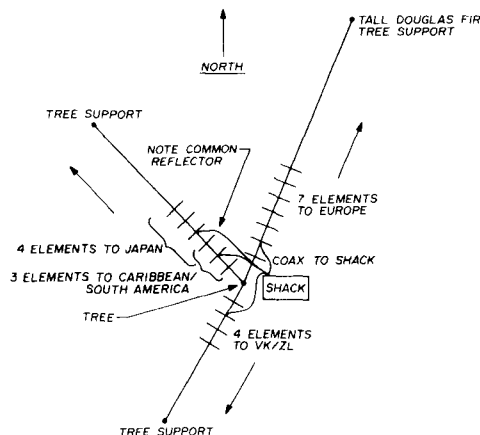 TALL DOUGLAS FIR
TREE SUPPORT
NORTH
TREE SUPPORT
NOTE COMMON
REFLECTOR
7 ELEMENTS
TO EUROPE
4 ELEMENTS TO JAPAN
COAX TO SHACK
3 ELEMENTS TO CARIBBEAN/
SOUTH AMERICA
SHACK
TREE
4 ELEMENTS
TO VK/ZL
TREE SUPPORT